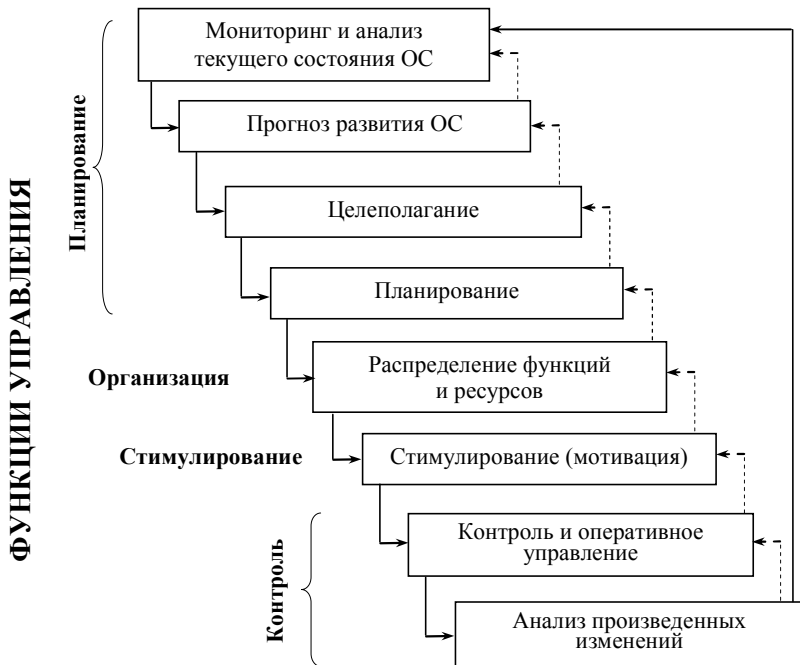 ФУНКЦИИ УПРАВЛЕНИЯ
Планирование
Мониторинг и анализ
текущего состояния ОС
Прогноз развития ОС
Целеполагание
Планирование
Организация
Распределение функций
и ресурсов
Стимулирование
Стимулирование (мотивация)
Контроль
Контроль и оперативное
управление
Анализ произведенных
изменений